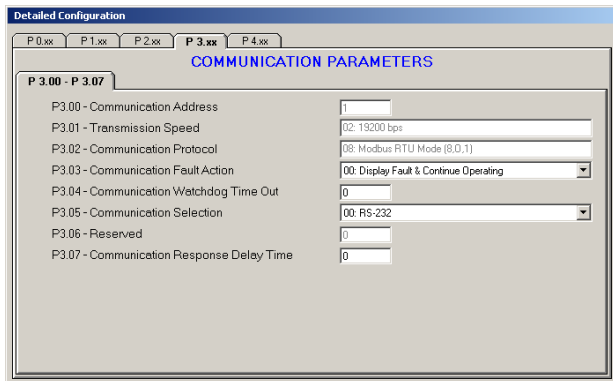 Detailed Configuration
P 0.xx P 1.xx P 2.xx P 3.xx P 4.xx
COMMUNICATION PARAMETERS
P 3.00 - P 3.07
P3.00 - Communication Address 1
P3.01 - Transmission Speed 02: 19200 bps
P3.02 - Communication Protocol 08: Modbus RTU Mode (8,O,1)
P3.03 - Communication Fault Action 00: Display Fault & Continue Operating
P3.04 - Communication Watchdog Time Out 0
P3.05 - Communication Selection 00: RS-232
P3.06 - Reserved 0
P3.07 - Communication Response Delay Time 0